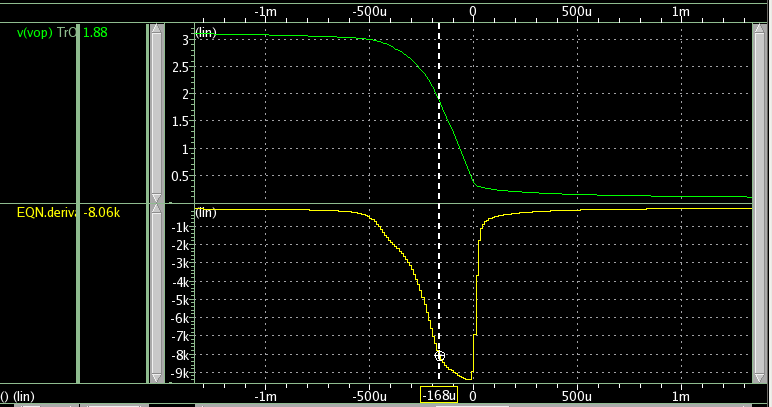 -1m -500u 0 500u 1m
v(vop) TrO 1.88
(lin)
3
2.5
2
1.5
1
0.5
EQN.deriv -8.06k
(lin)
-1k
-2k
-3k
-4k
-5k
-6k
-7k
-8k
-9k
() (lin)
-1m -500u -168u 0 500u 1m